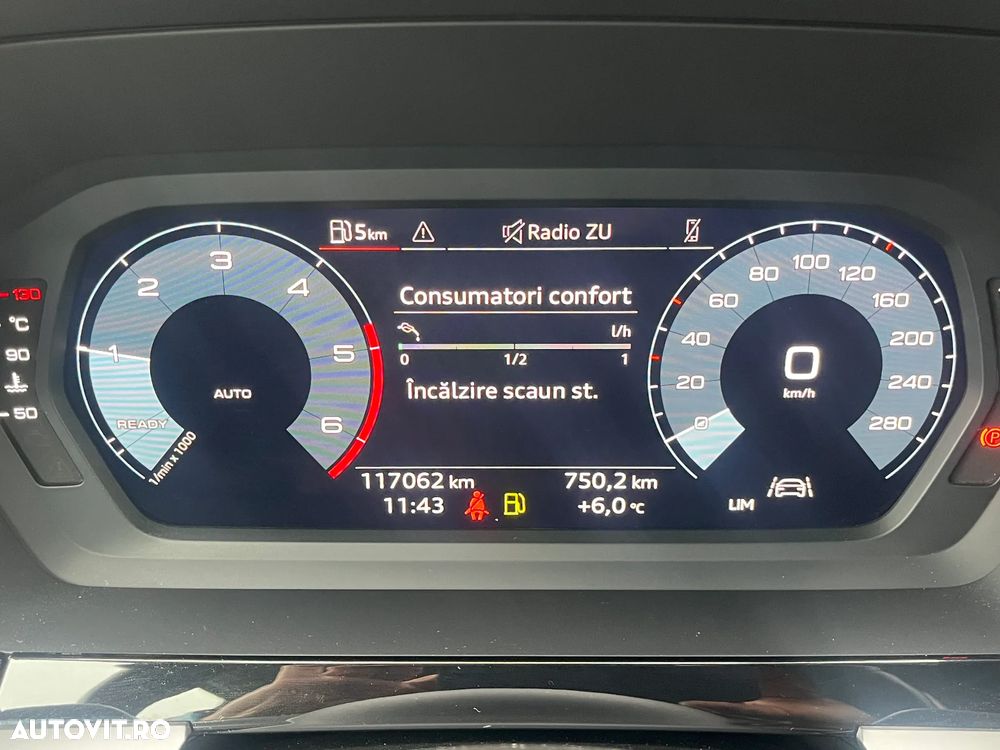 5km
Radio ZU
Consumatori confort
l/h
0 1/2 1
Încălzire scaun st.
117062 km 750,2 km
11:43 +6,0 °C
130
°C
90
50
1 2 3 4 5 6
AUTO
READY
1/min x 1000
0 20 40 60 80 100 120 160 200 240 280
0
km/h
LIM
P
AUTOVIT.RO